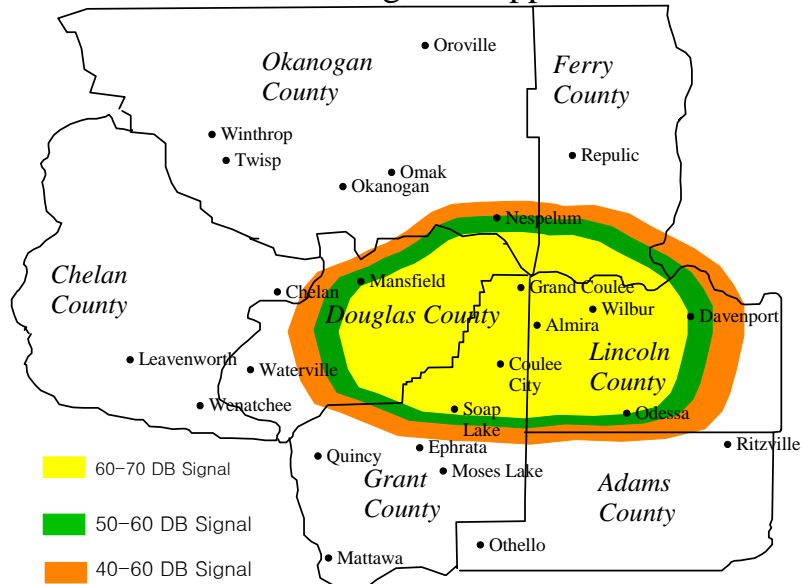 Okanogan
County
Oroville
Ferry
County
Winthrop
Twisp
Omak
Okanogan
Repulic
Nespelum
Chelan
County
Chelan
Mansfield
Grand Coulee
Douglas County
Wilbur
Davenport
Almira
Lincoln
County
Leavenworth
Waterville
Coulee
City
Wenatchee
Soap
Lake
Odessa
Quincy
Ephrata
Ritzville
Moses Lake
Grant
County
Adams
County
Mattawa
Othello
60-70 DB Signal
50-60 DB Signal
40-60 DB Signal